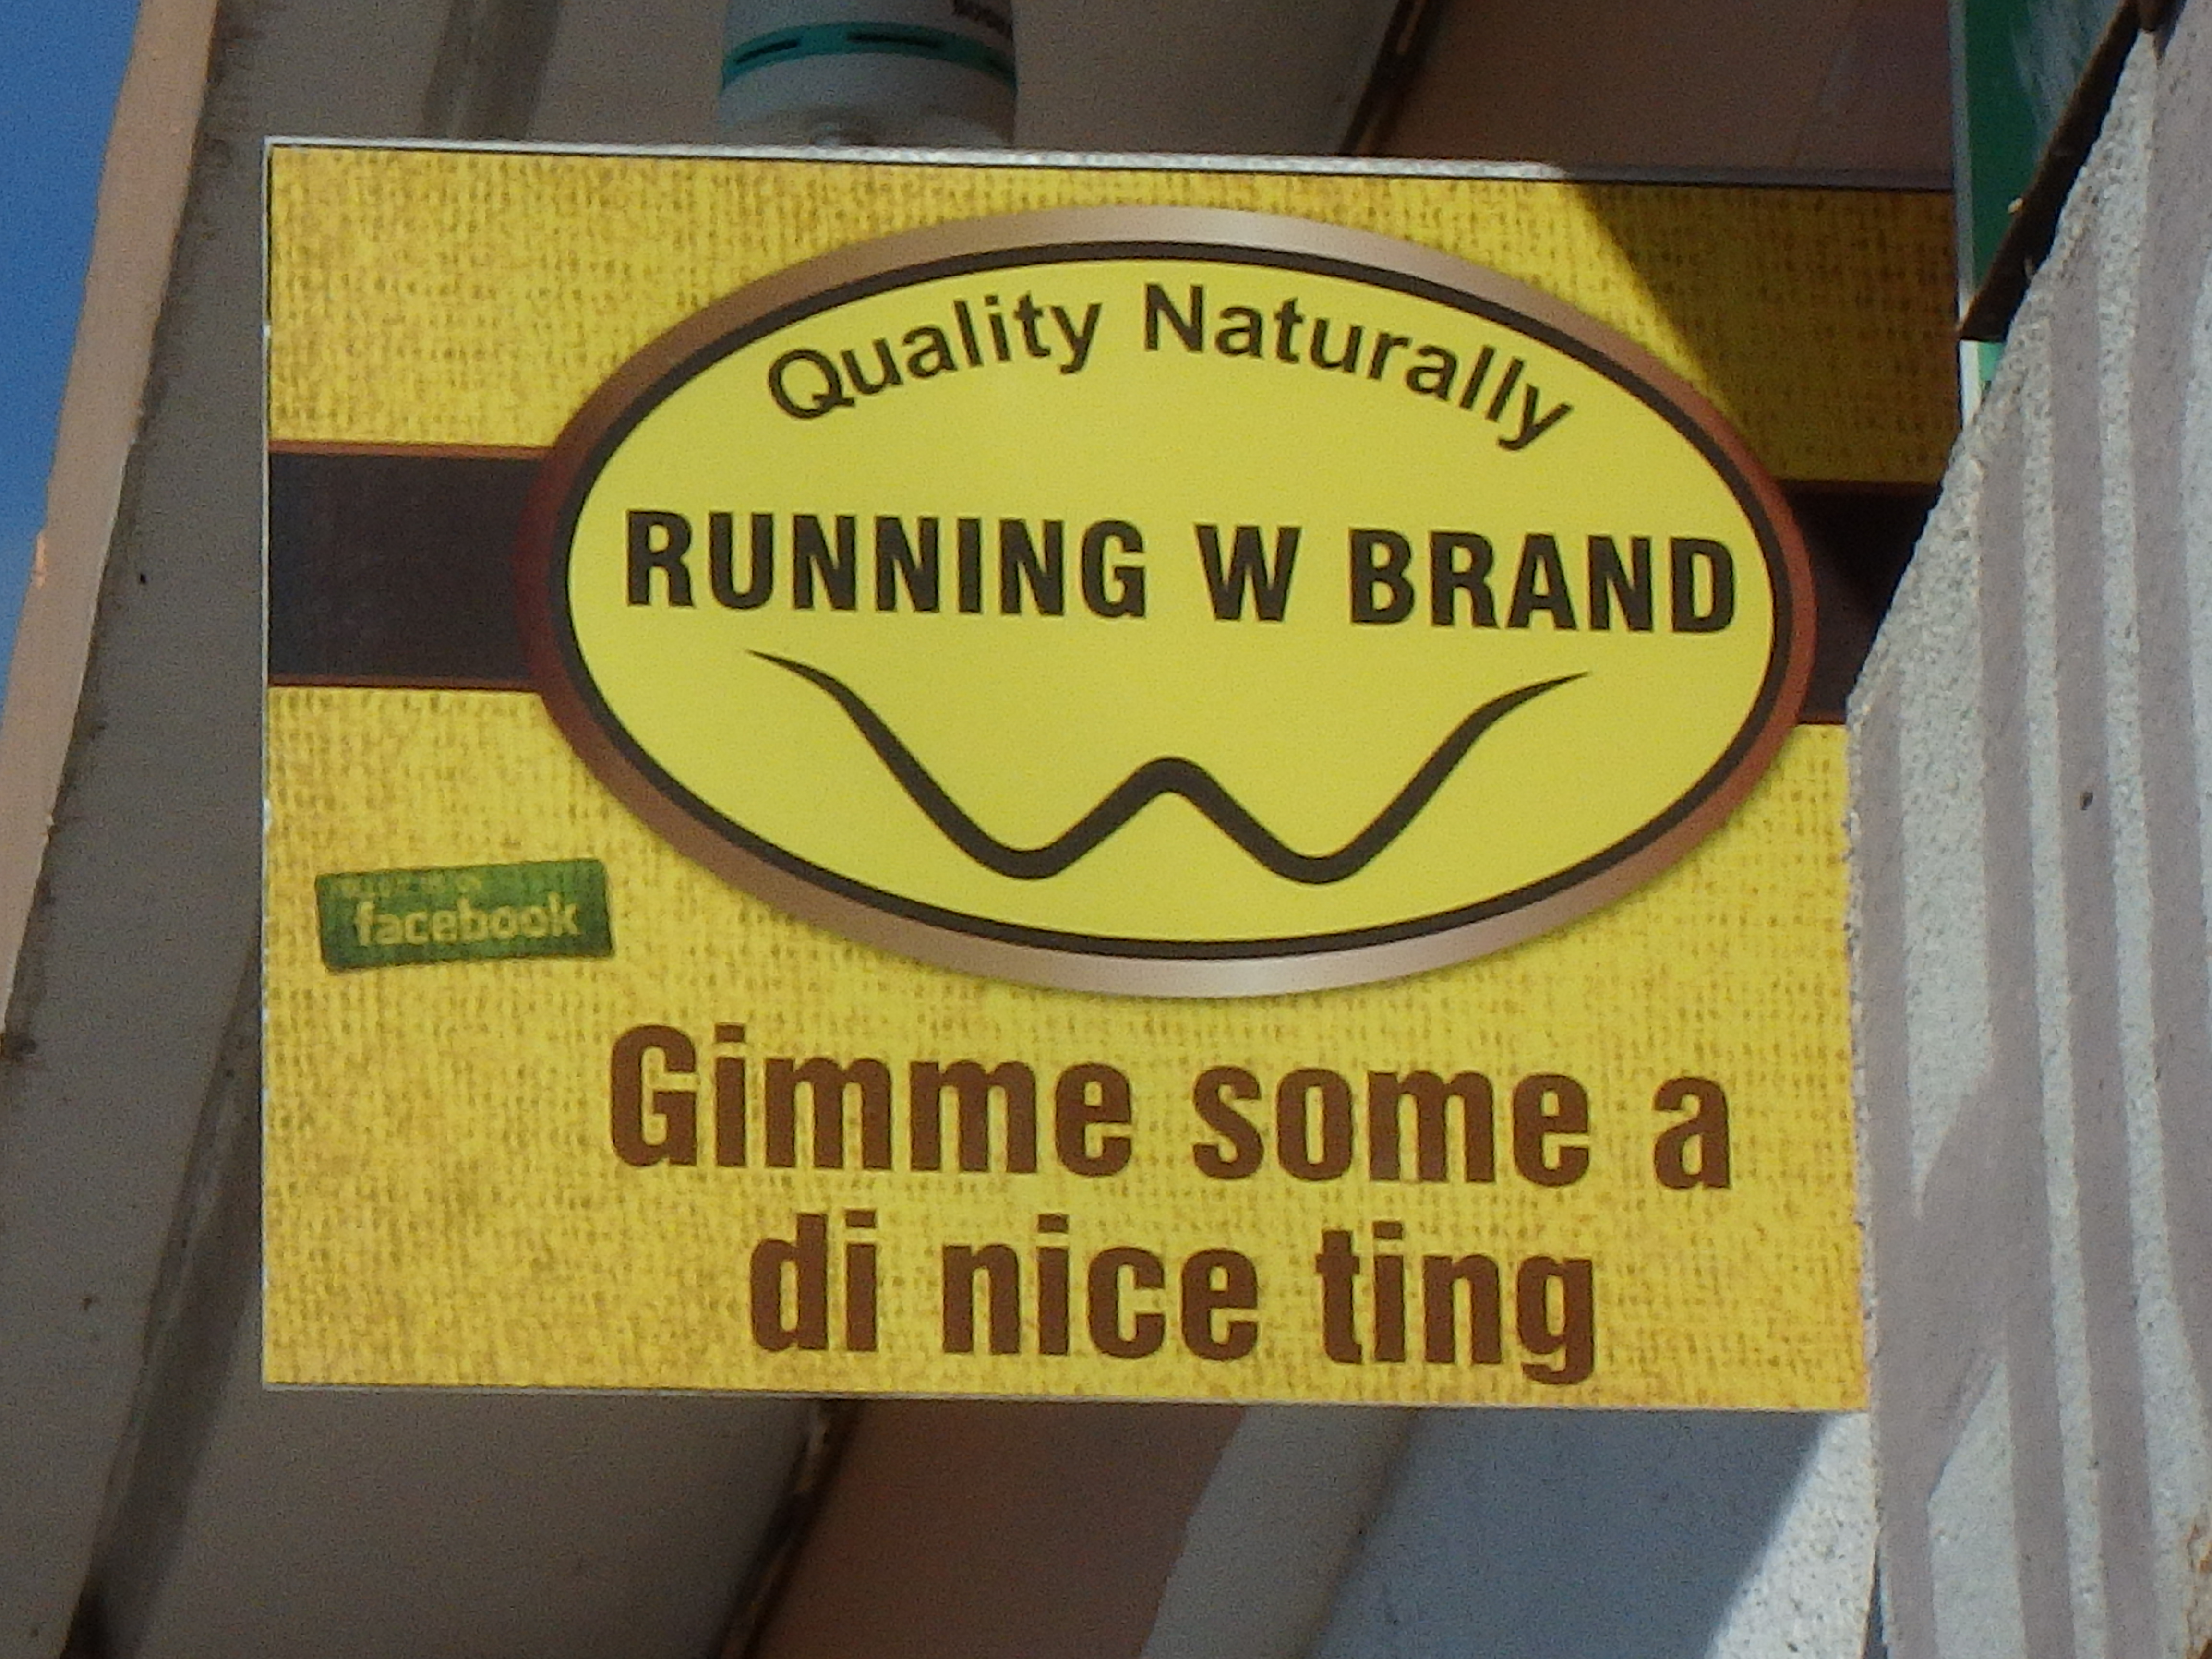 Quality Naturally
RUNNING W BRAND
facebook
Gimme some a
di nice ting